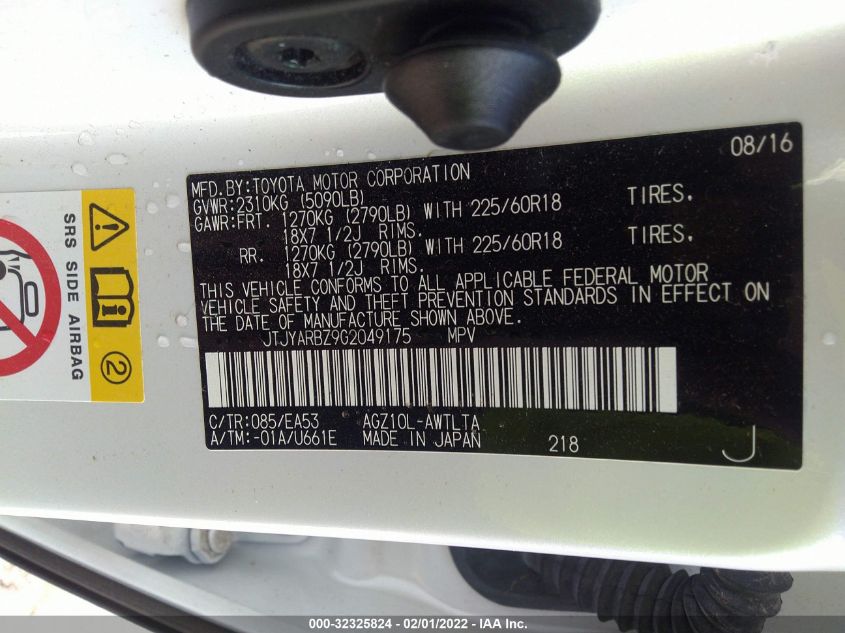 08/16
MFD. BY:TOYOTA MOTOR CORPORATION
GVWR:2310KG (5090LB)
GAWR:FRT. 1270KG (2790LB) WITH 225/60R18 TIRES.
18X7 1/2J RIMS.
RR. 1270KG (2790LB) WITH 225/60R18 TIRES.
18X7 1/2J RIMS.
THIS VEHICLE CONFORMS TO ALL APPLICABLE FEDERAL MOTOR
VEHICLE SAFETY AND THEFT PREVENTION STANDARDS IN EFFECT ON
THE DATE OF MANUFACTURE SHOWN ABOVE.
JTJYARBZ9G2049175 MPV
C/TR:085/EA53 AGZ10L-AWTLTA
A/TM:-01A/U661E MADE IN JAPAN 218 J
SRS SIDE AIRBAG
2
000-32325824 - 02/01/2022 - IAA Inc.